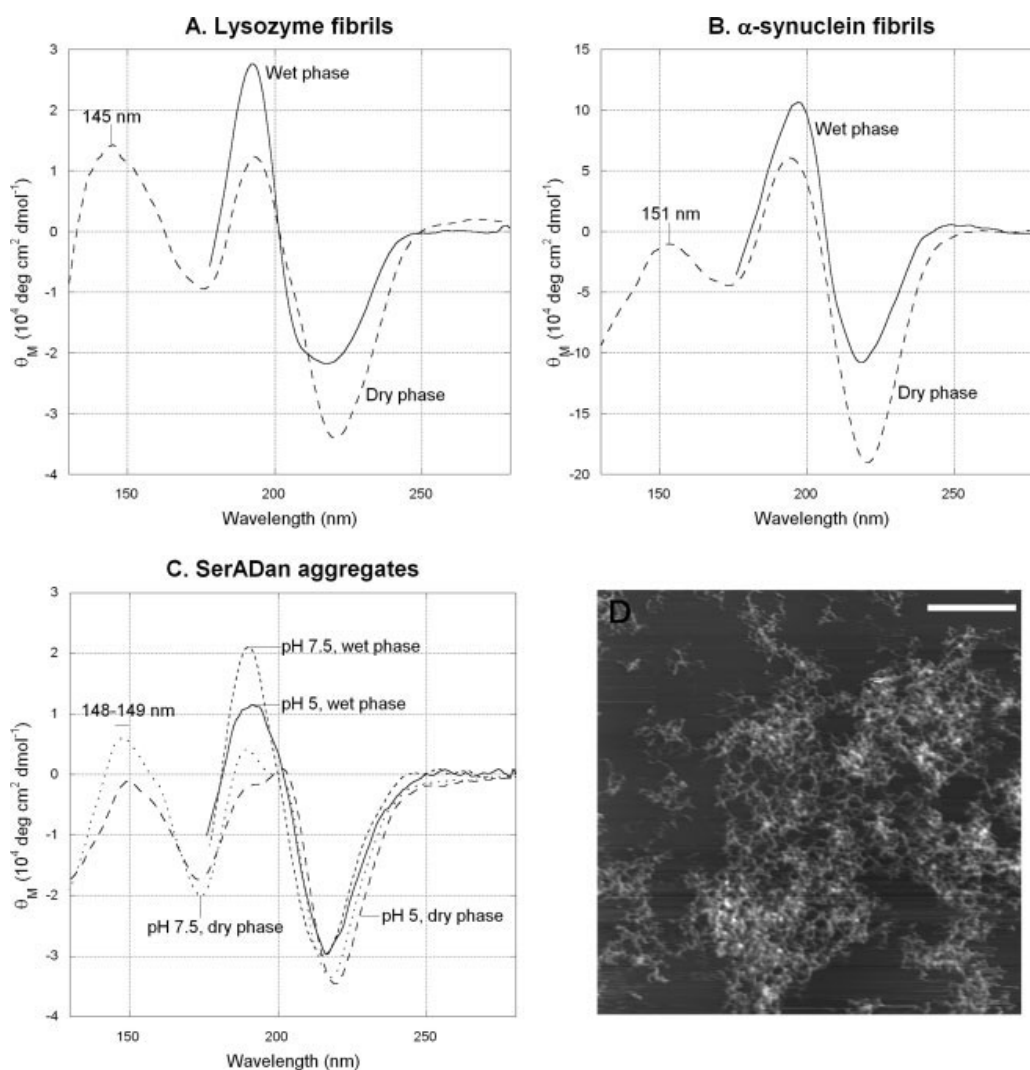 A. Lysozyme fibrils
3
2
1
0
-1
-2
-3
-4
θM (10⁴ deg cm² dmol⁻¹)
145 nm
Wet phase
Dry phase
150
200
250
Wavelength (nm)
B. α-synuclein fibrils
15
10
5
0
-5
-10
-15
-20
θM (10⁴ deg cm² dmol⁻¹)
151 nm
Wet phase
Dry phase
150
200
250
Wavelength (nm)
C. SerADan aggregates
3
2
1
0
-1
-2
-3
-4
θM (10⁴ deg cm² dmol⁻¹)
148-149 nm
pH 7.5, wet phase
pH 5, wet phase
pH 7.5, dry phase
pH 5, dry phase
150
200
250
Wavelength (nm)
D